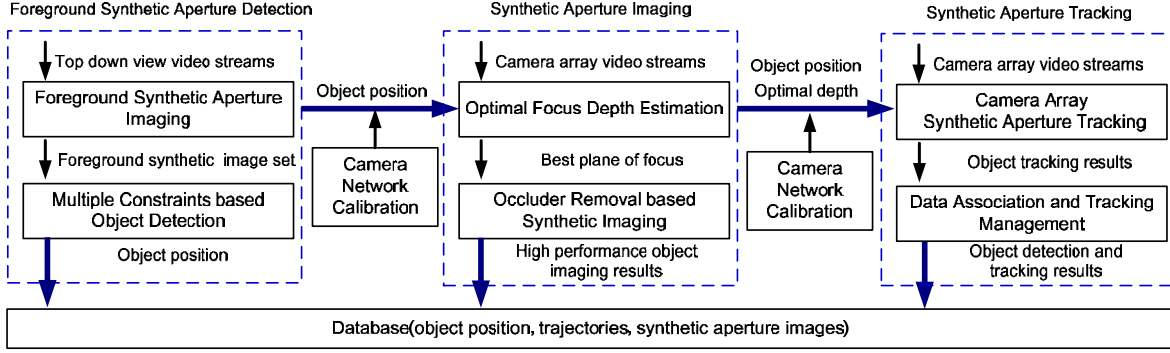 Foreground Synthetic Aperture Detection
Top down view video streams
Foreground Synthetic Aperture
Imaging
Foreground synthetic image set
Multiple Constraints based
Object Detection
Object position
Object position
Camera
Network
Calibration
Synthetic Aperture Imaging
Camera array video streams
Optimal Focus Depth Estimation
Best plane of focus
Occluder Removal based
Synthetic Imaging
High performance object
imaging results
Object position
Optimal depth
Camera
Network
Calibration
Synthetic Aperture Tracking
Camera array video streams
Camera Array
Synthetic Aperture Tracking
Object tracking results
Data Association and Tracking
Management
Object detection and
tracking results
Database(object position, trajectories, synthetic aperture images)